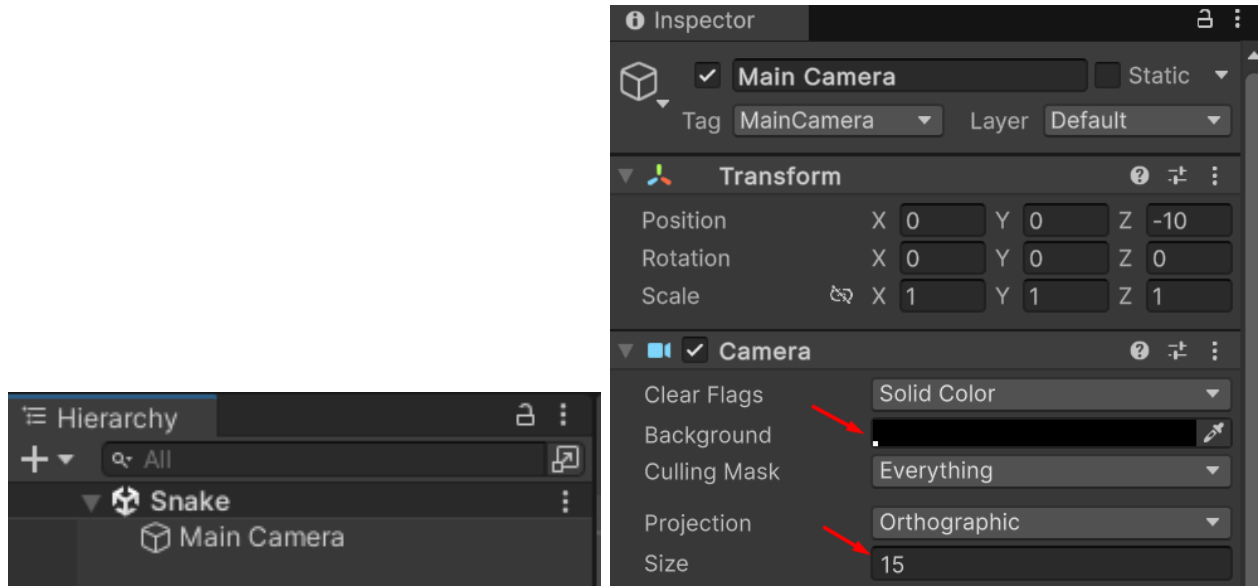 Hierarchy
All
Snake
Main Camera
Inspector
Main Camera
Static
Tag MainCamera Layer Default
Transform
Position X 0 Y 0 Z -10
Rotation X 0 Y 0 Z 0
Scale X 1 Y 1 Z 1
Camera
Clear Flags Solid Color
Background
Culling Mask Everything
Projection Orthographic
Size 15